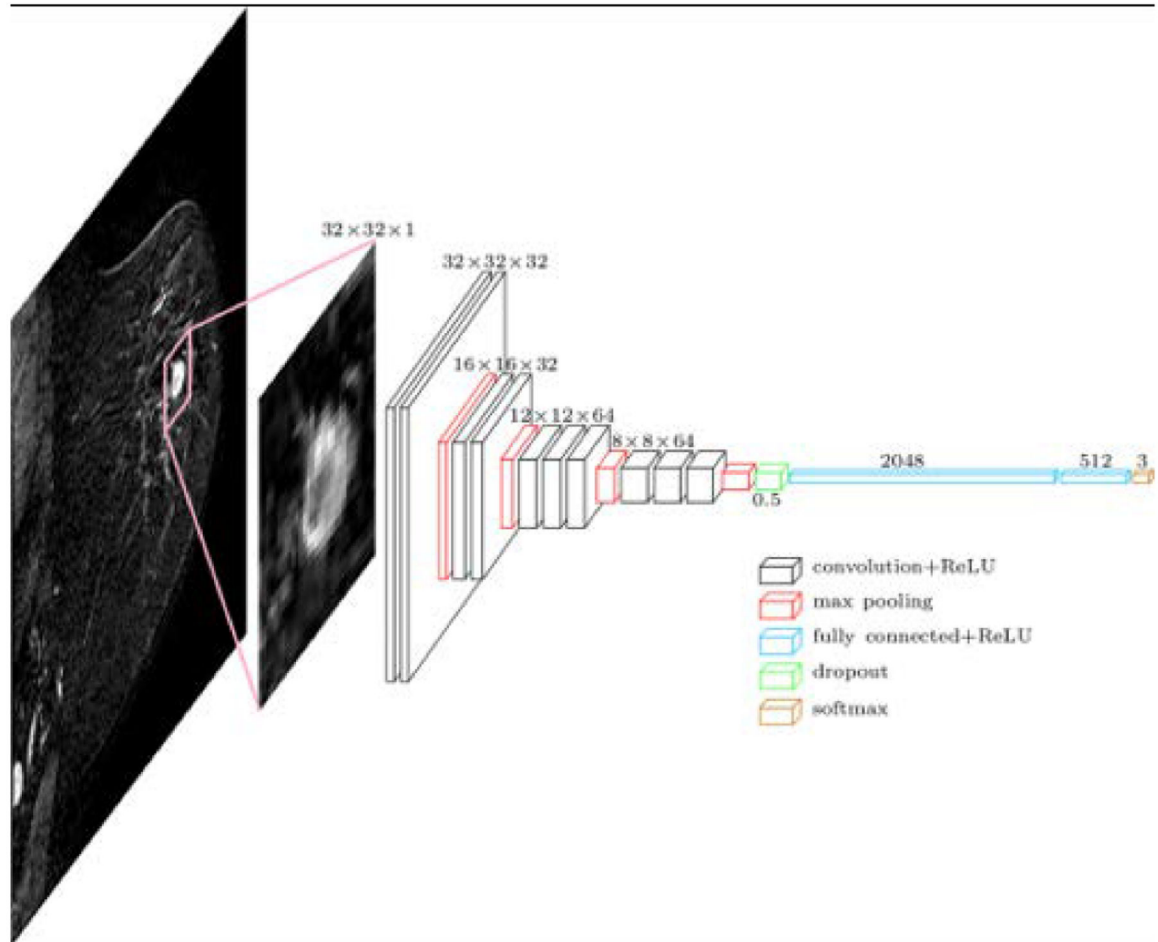 32×32×1
32×32×32
16×16×32
12×12×64
8×8×64
0.5
2048
512
3
convolution+ReLU
max pooling
fully connected+ReLU
dropout
softmax